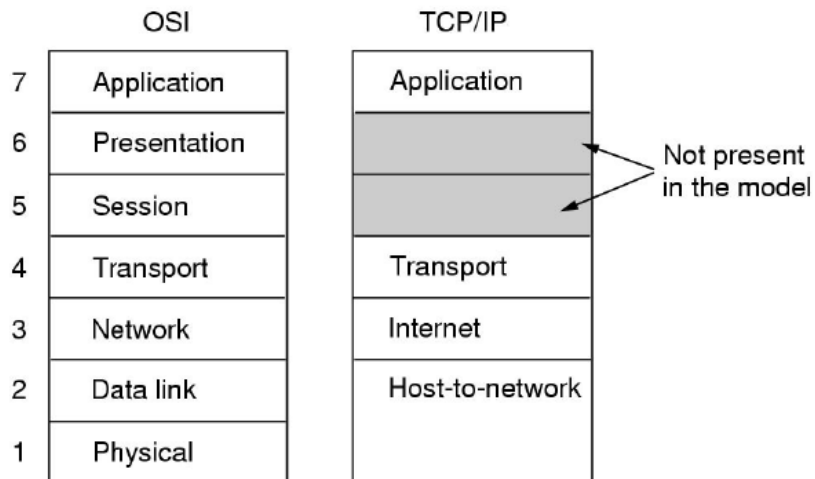 OSI TCP/IP
7 Application Application
6 Presentation
Not present
in the model
5 Session
4 Transport Transport
3 Network Internet
2 Data link Host-to-network
1 Physical